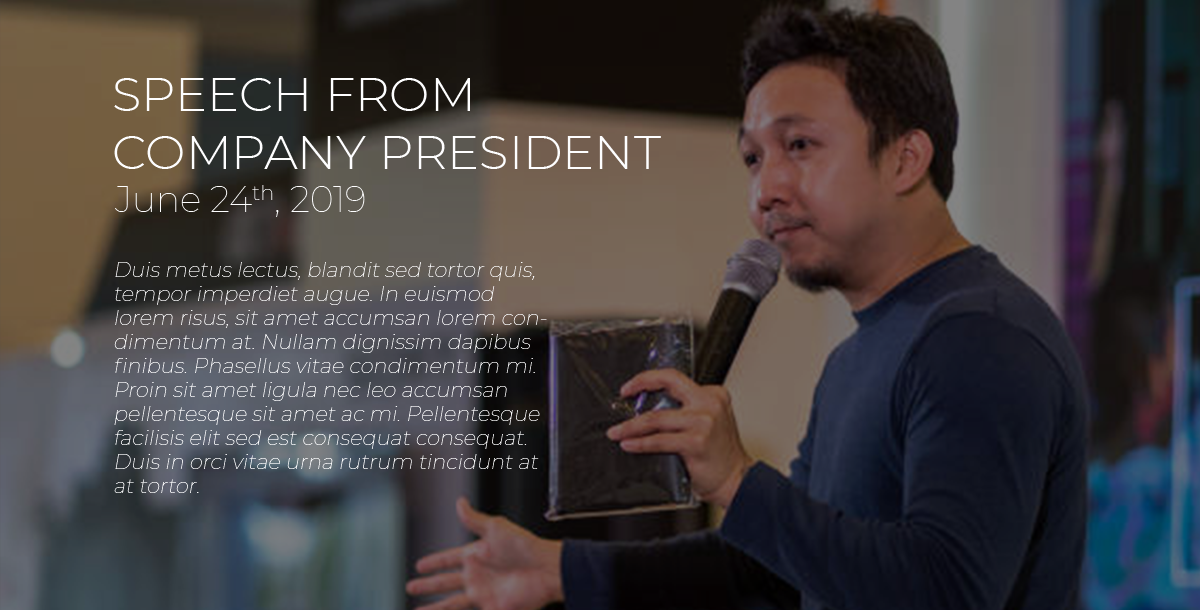 SPEECH FROM
COMPANY PRESIDENT
June 24th, 2019
Duis metus lectus, blandit sed tortor quis,
tempor imperdiet augue. In euismod
lorem risus, sit amet accumsan lorem con-
dimentum at. Nullam dignissim dapibus
finibus. Phasellus vitae condimentum mi.
Proin sit amet ligula nec leo accumsan
pellentesque sit amet ac mi. Pellentesque
facilisis elit sed est consequat consequat.
Duis in orci vitae urna rutrum tincidunt at
at tortor.